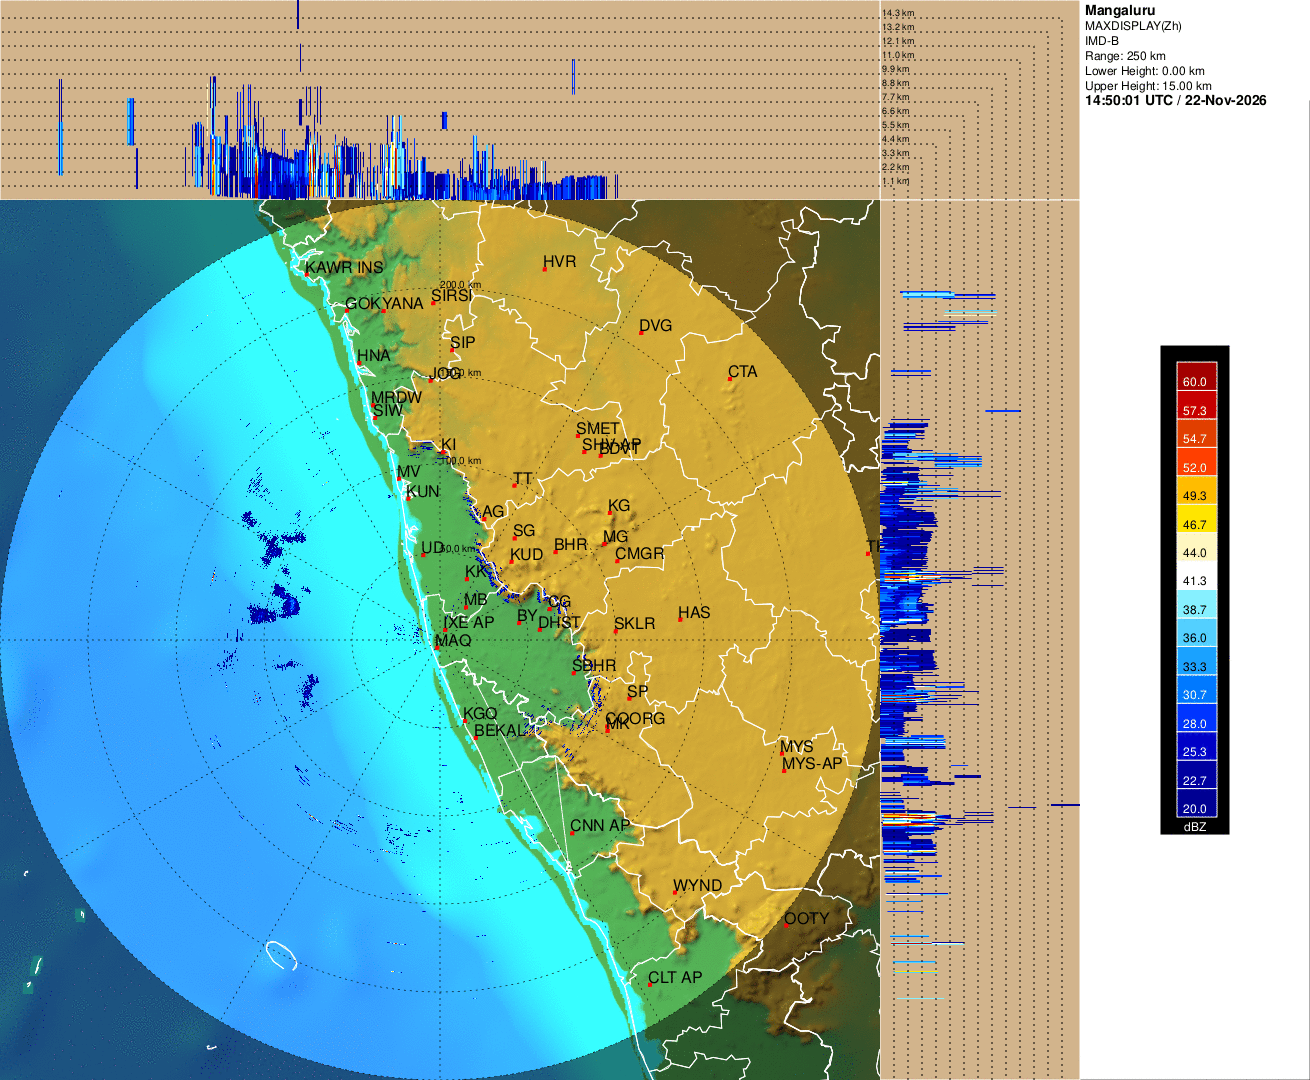 Mangaluru
MAXDISPLAY(Zh)
IMD-B
Range: 250 km
Lower Height: 0.00 km
Upper Height: 15.00 km
14:50:01 UTC / 22-Nov-2026
14.3 km
13.2 km
12.1 km
11.0 km
9.9 km
8.8 km
7.7 km
6.6 km
5.5 km
4.4 km
3.3 km
2.2 km
1.1 km
HVR
KAWR INS
200.0 km
SIRSI
GOKYANA
DVG
SIP
HNA
CTA
JOG
MRDW
SIW
SMET
SHV-AP
BDVT
KI
100.0 km
MV
TT
KUN
KG
AG
SG
MG
UD
50.0 km
KUD
BHR
CMGR
KK
MB
CG
BY
HAS
IXE AP
DHST
SKLR
MAQ
SBHR
SP
KGQ
COORG
MK
BEKAL
MYS
MYS-AP
CNN AP
WYND
OOTY
CLT AP
60.0
57.3
54.7
52.0
49.3
46.7
44.0
41.3
38.7
36.0
33.3
30.7
28.0
25.3
22.7
20.0
dBZ